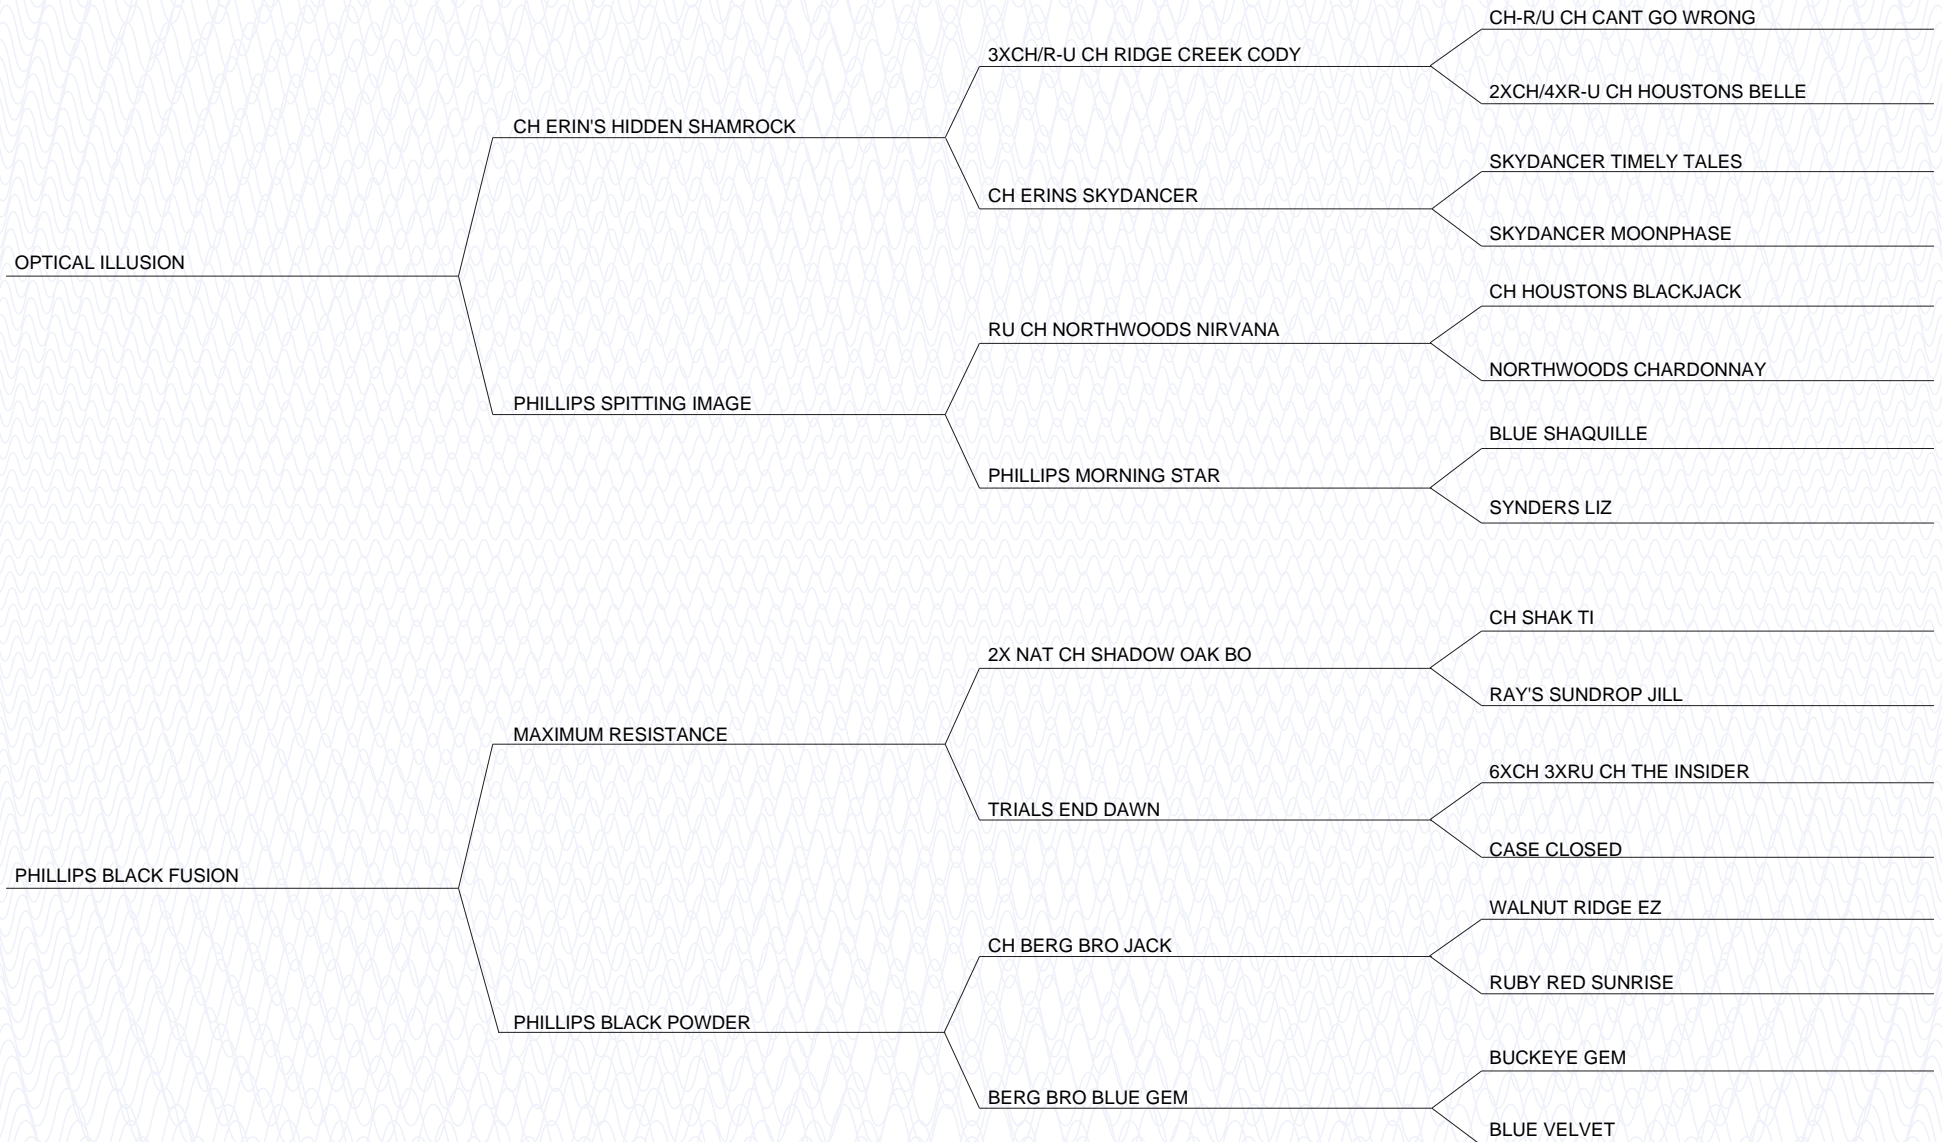 CH-R/U CH CANT GO WRONG
3XCH/R-U CH RIDGE CREEK CODY
2XCH/4XR-U CH HOUSTONS BELLE
CH ERIN'S HIDDEN SHAMROCK
SKYDANCER TIMELY TALES
CH ERINS SKYDANCER
SKYDANCER MOONPHASE
OPTICAL ILLUSION
CH HOUSTONS BLACKJACK
RU CH NORTHWOODS NIRVANA
NORTHWOODS CHARDONNAY
PHILLIPS SPITTING IMAGE
BLUE SHAQUILLE
PHILLIPS MORNING STAR
SYNDERS LIZ
CH SHAK TI
2X NAT CH SHADOW OAK BO
RAY'S SUNDROP JILL
MAXIMUM RESISTANCE
6XCH 3XRU CH THE INSIDER
TRIALS END DAWN
CASE CLOSED
PHILLIPS BLACK FUSION
WALNUT RIDGE EZ
CH BERG BRO JACK
RUBY RED SUNRISE
PHILLIPS BLACK POWDER
BUCKEYE GEM
BERG BRO BLUE GEM
BLUE VELVET